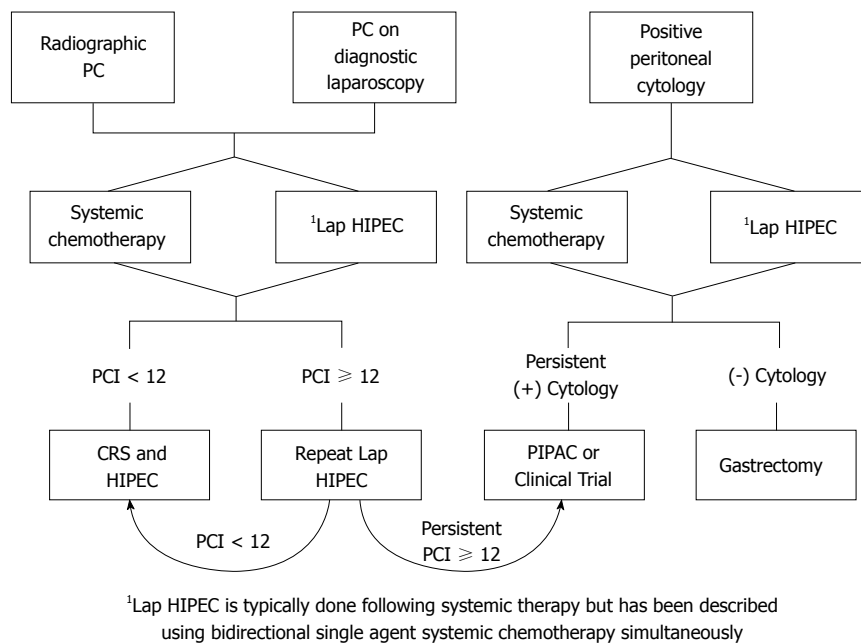 Radiographic
PC
PC on
diagnostic
laparoscopy
Positive
peritoneal
cytology
Systemic
chemotherapy
¹Lap HIPEC
Systemic
chemotherapy
¹Lap HIPEC
PCI < 12
PCI ⩾ 12
Persistent
(+) Cytology
(-) Cytology
CRS and
HIPEC
Repeat Lap
HIPEC
PIPAC or
Clinical Trial
Gastrectomy
PCI < 12
Persistent
PCI ⩾ 12
¹Lap HIPEC is typically done following systemic therapy but has been described
using bidirectional single agent systemic chemotherapy simultaneously